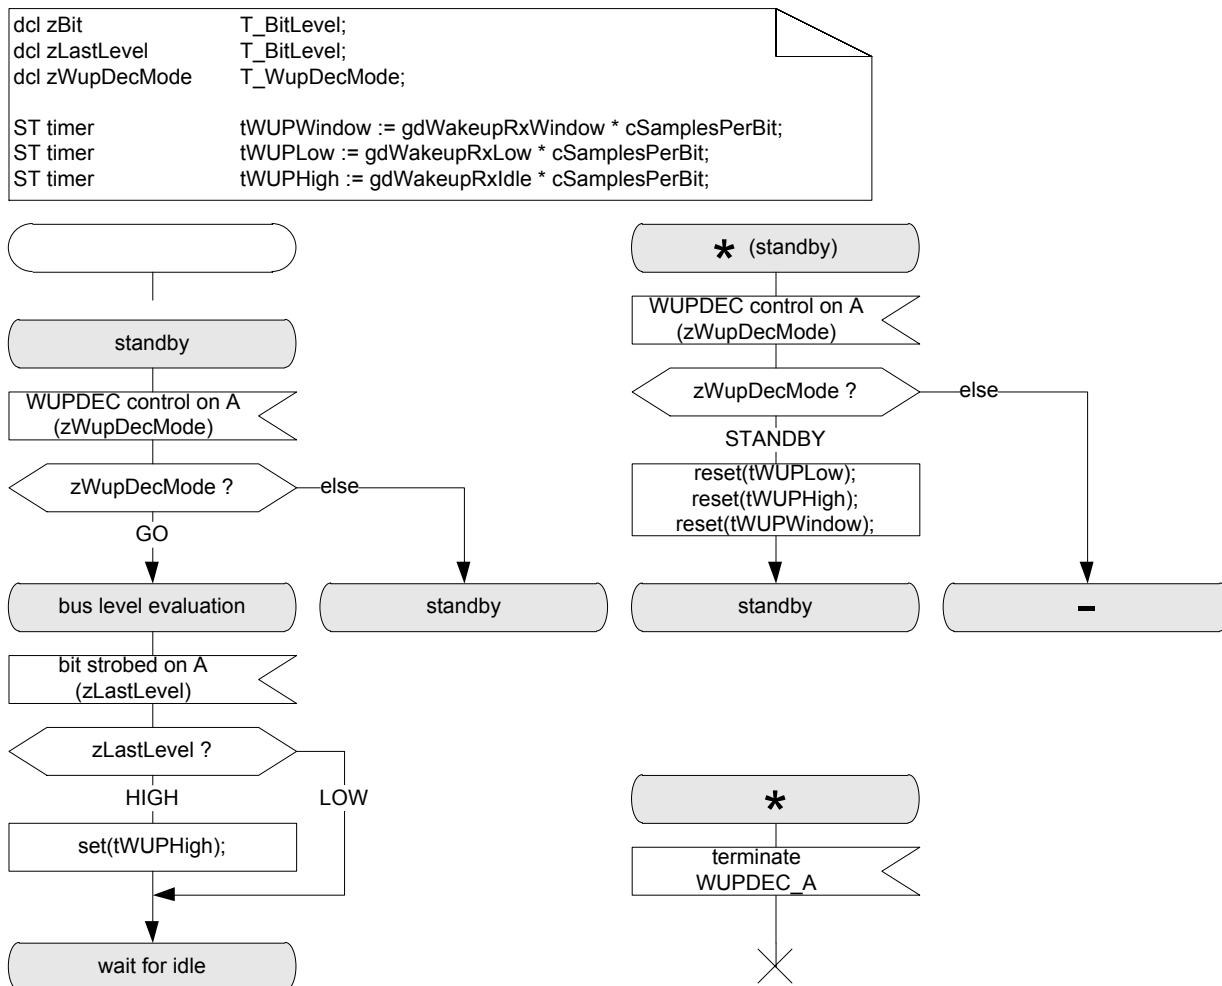 dcl zBit T_BitLevel;
dcl zLastLevel T_BitLevel;
dcl zWupDecMode T_WupDecMode;
ST timer tWUPWindow := gdWakeupRxWindow * cSamplesPerBit;
ST timer tWUPLow := gdWakeupRxLow * cSamplesPerBit;
ST timer tWUPHigh := gdWakeupRxIdle * cSamplesPerBit;
standby
WUPDEC control on A
(zWupDecMode)
zWupDecMode ?
else
GO
bus level evaluation
standby
bit strobed on A
(zLastLevel)
zLastLevel ?
HIGH
LOW
set(tWUPHigh);
wait for idle
* (standby)
WUPDEC control on A
(zWupDecMode)
zWupDecMode ?
else
STANDBY
reset(tWUPLow);
reset(tWUPHigh);
reset(tWUPWindow);
standby
-
*
terminate
WUPDEC_A